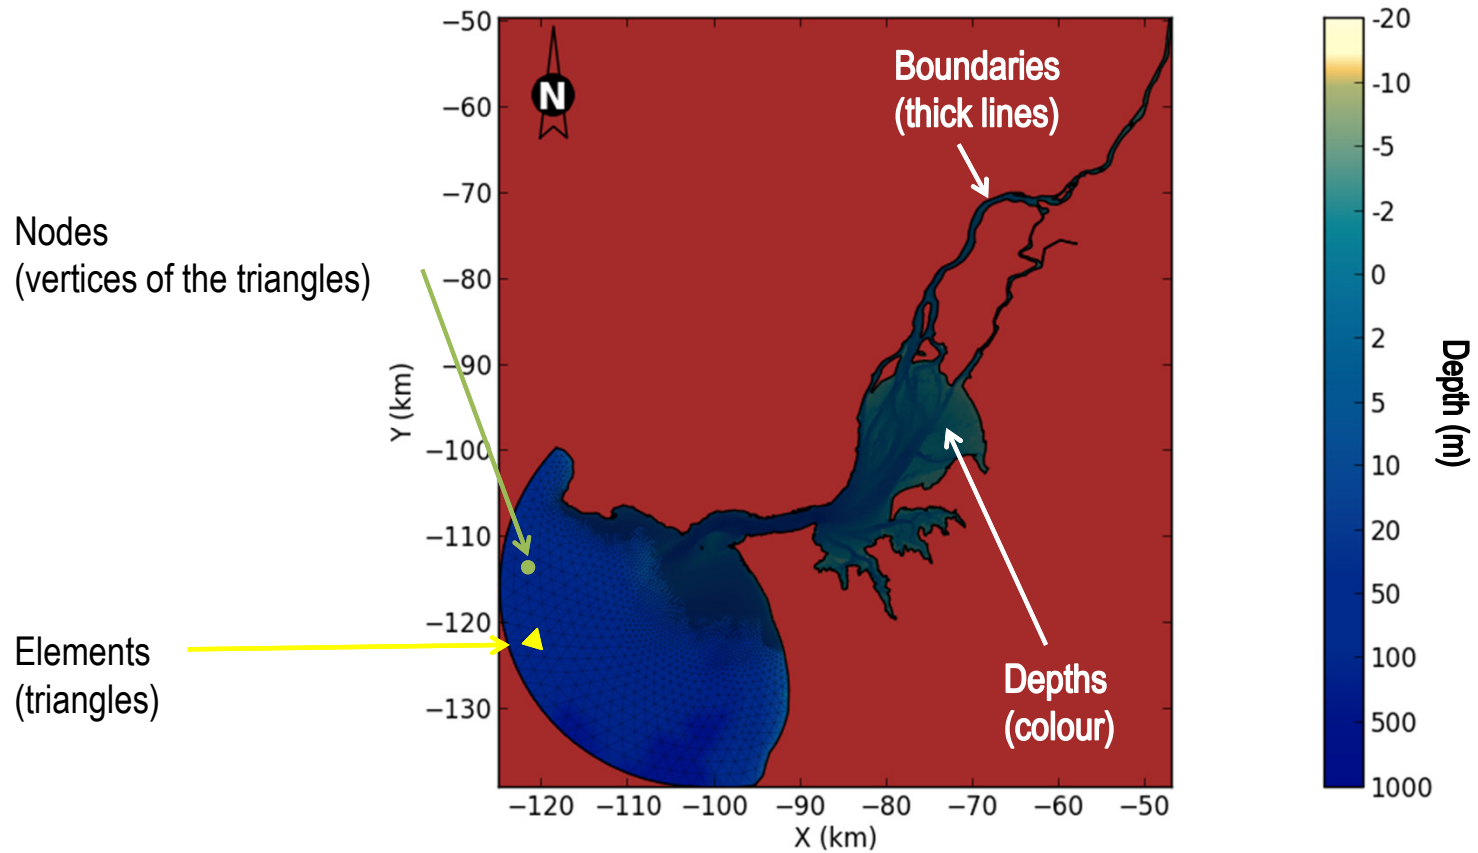 Nodes
(vertices of the triangles)
Elements
(triangles)
N
Boundaries
(thick lines)
Depths
(colour)
Y (km)
−50
−60
−70
−80
−90
−100
−110
−120
−130
−120 −110 −100 −90 −80 −70 −60 −50
X (km)
-20
-10
-5
-2
0
2
5
10
20
50
100
500
1000
Depth (m)